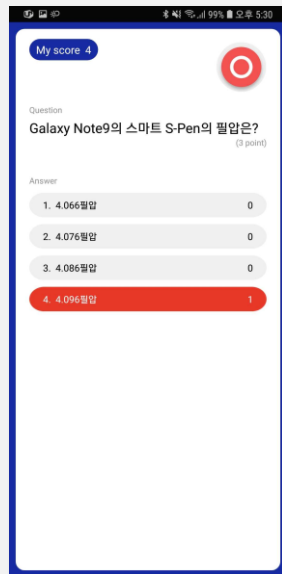 99% 오후 5:30
My score 4
Question
Galaxy Note9의 스마트 S-Pen의 필압은?
(3 point)
Answer
1. 4.066필압 0
2. 4.076필압 0
3. 4.086필압 0
4. 4.096필압 1